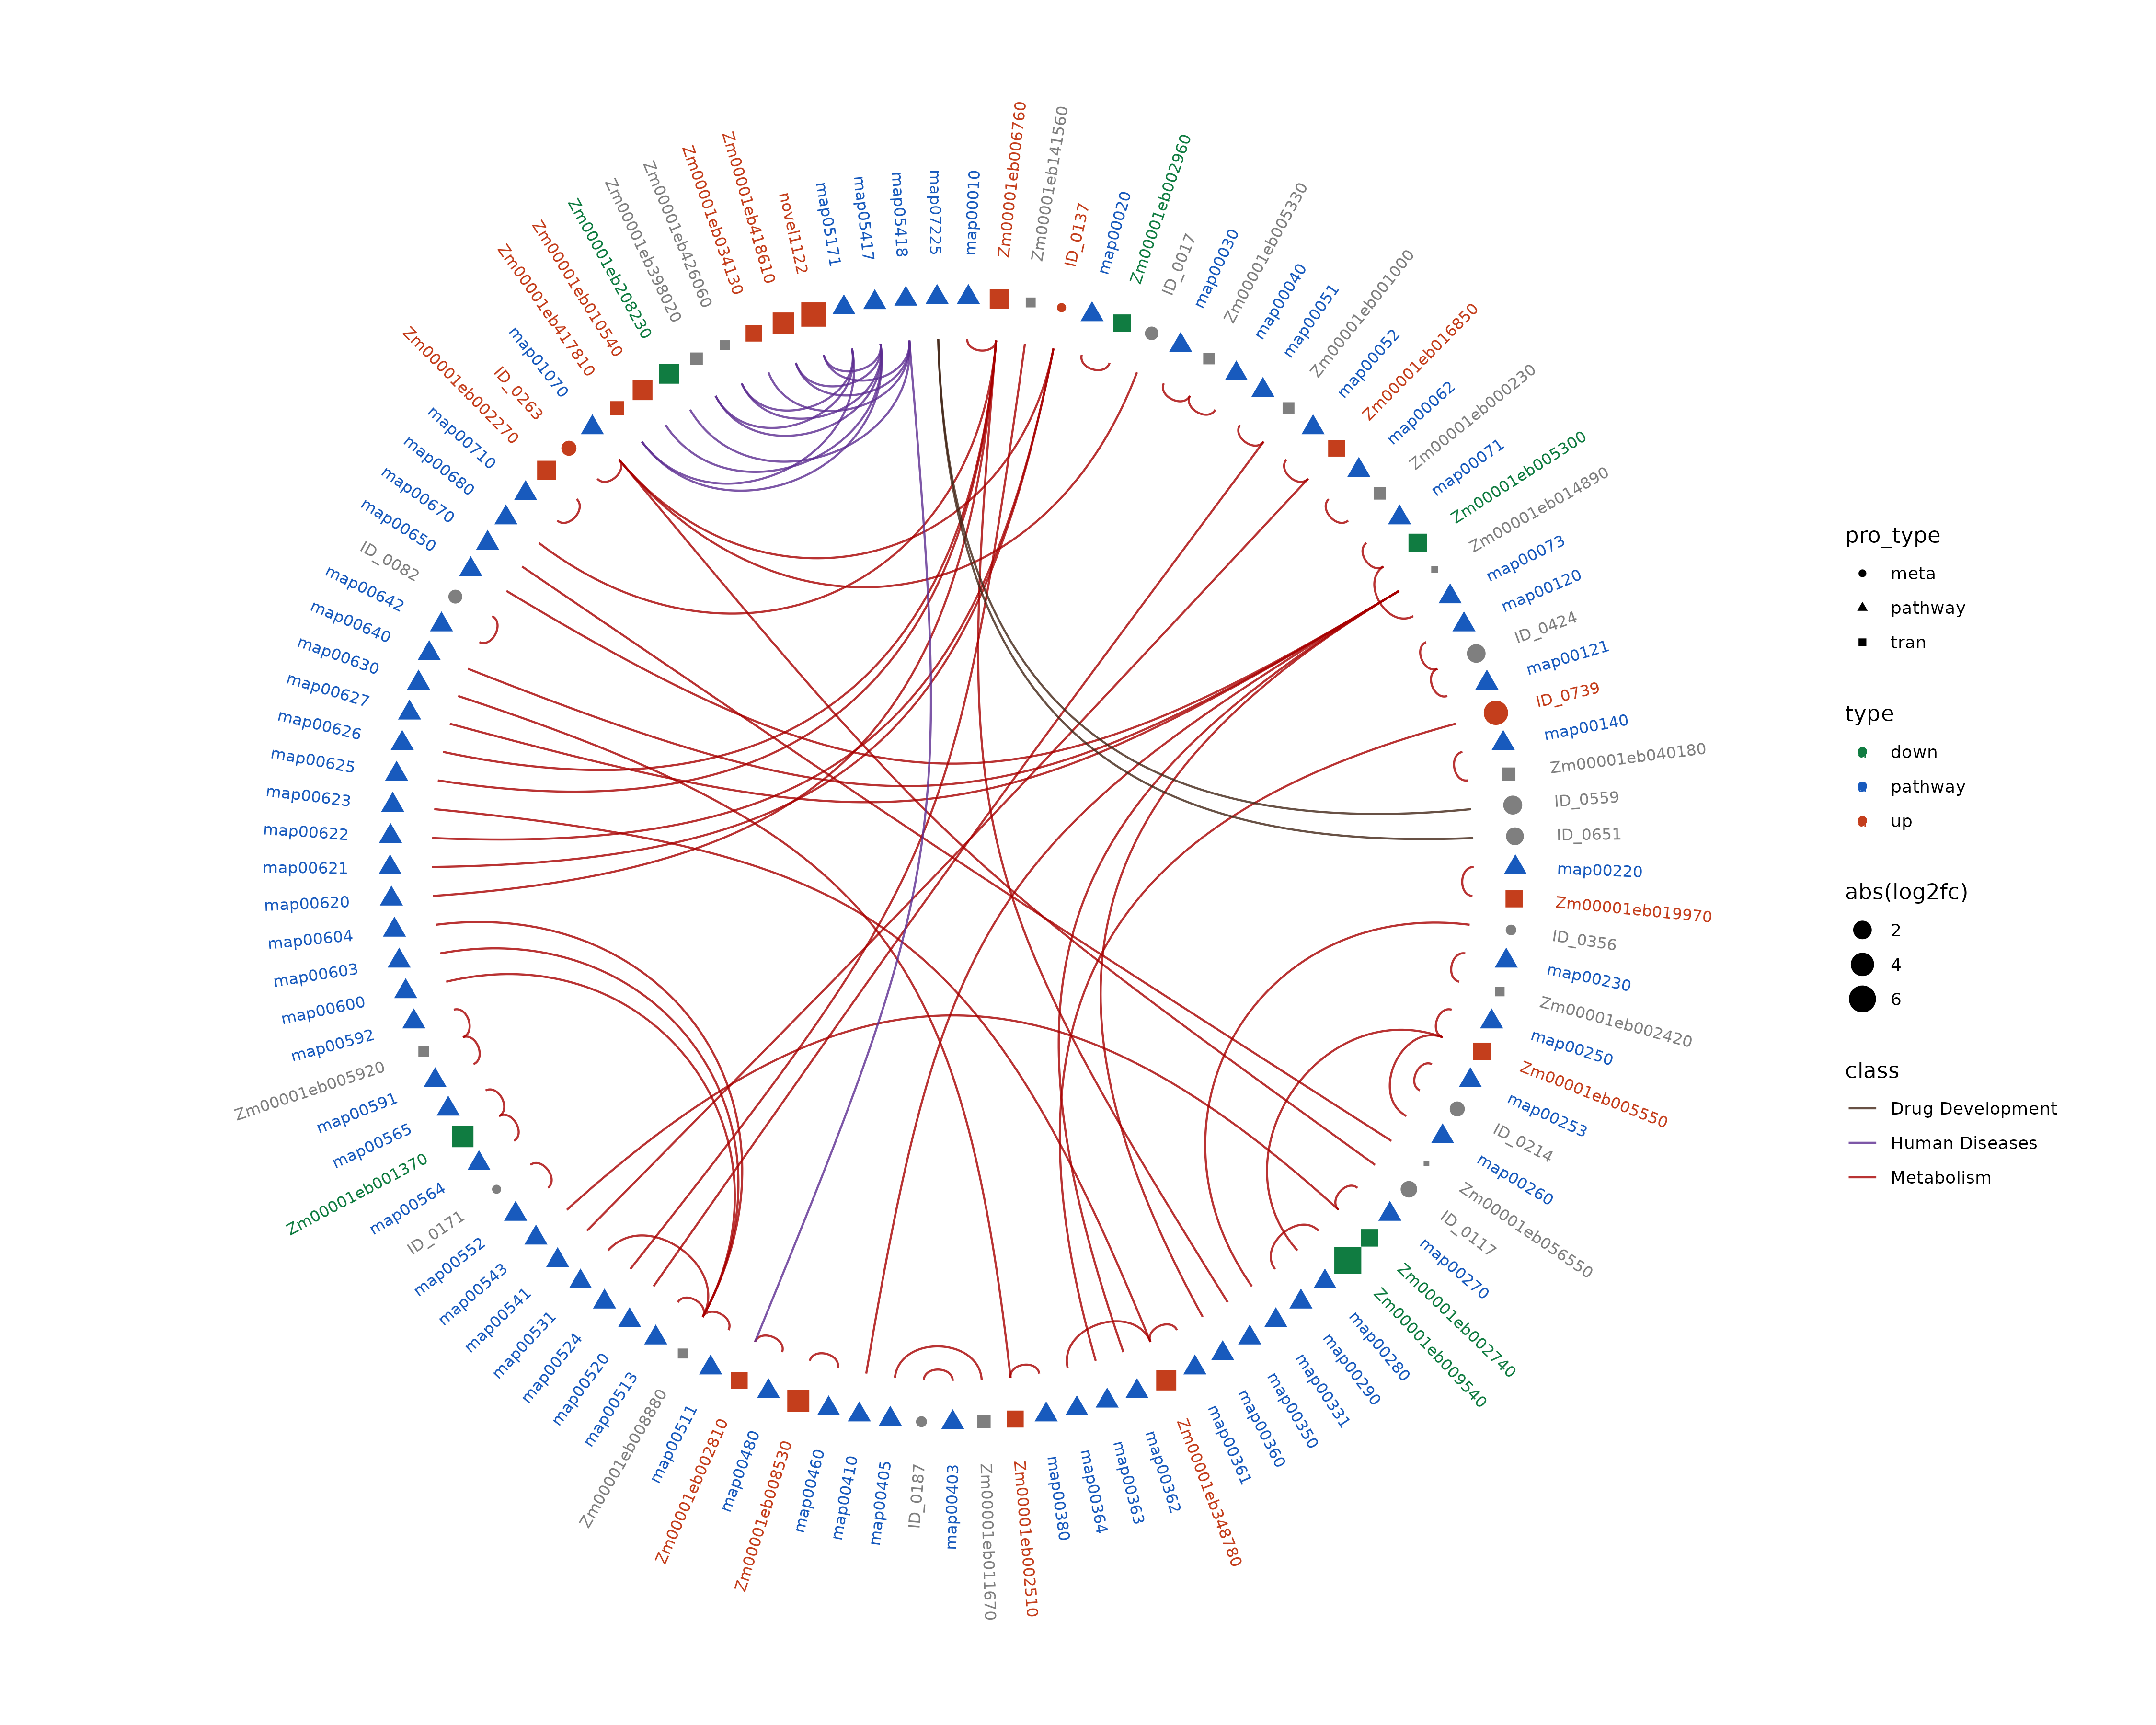 map00010
Zm00001eb006760
Zm00001eb141560
ID_0137
map00020
Zm00001eb002960
ID_0017
map00030
Zm00001eb005330
map00040
map00051
Zm00001eb001000
map00052
Zm00001eb016850
map00062
Zm00001eb000230
map00071
Zm00001eb005300
Zm00001eb014890
map00073
map00120
ID_0424
map00121
ID_0739
map00140
Zm00001eb040180
ID_0559
ID_0651
map00220
Zm00001eb019970
ID_0356
map00230
Zm00001eb002420
map00250
Zm00001eb005550
map00253
ID_0214
map00260
Zm00001eb056550
ID_0117
map00270
Zm00001eb002740
Zm00001eb009540
map00280
map00290
map00331
map00350
map00360
map00361
Zm00001eb348780
map00362
map00363
map00364
map00380
Zm00001eb002510
Zm00001eb011670
map00403
ID_0187
map00405
map00410
map00460
Zm00001eb008530
map00480
Zm00001eb002810
map00511
Zm00001eb008880
map00513
map00520
map00524
map00531
map00541
map00543
map00552
ID_0171
map00564
Zm00001eb001370
map00565
map00591
Zm00001eb005920
map00592
map00600
map00603
map00604
map00620
map00621
map00622
map00623
map00625
map00626
map00627
map00630
map00640
map00642
ID_0082
map00650
map00670
map00680
map00710
Zm00001eb002270
ID_0263
map01070
Zm00001eb417810
Zm00001eb010540
Zm00001eb208230
Zm00001eb398020
Zm00001eb426060
Zm00001eb034130
Zm00001eb418610
novel1122
map05171
map05417
map05418
map07225
pro_type
meta
pathway
tran
type
down
pathway
up
abs(log2fc)
2
4
6
class
Drug Development
Human Diseases
Metabolism